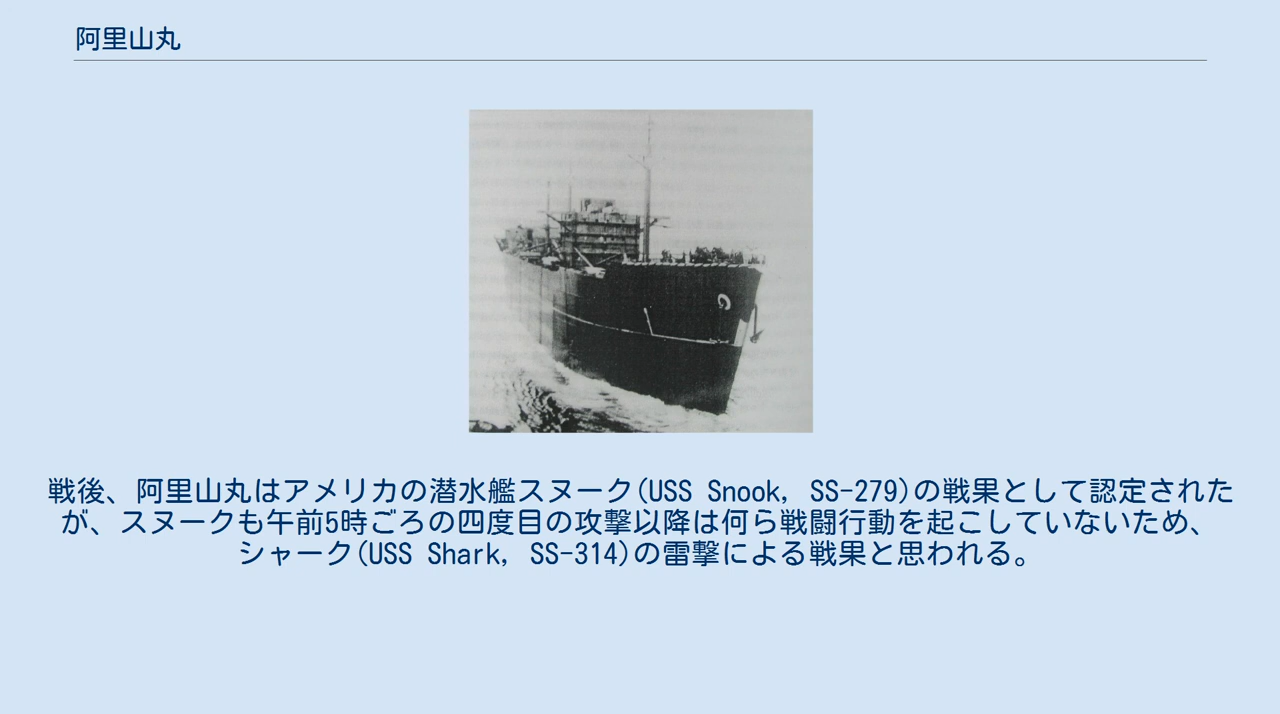 阿里山丸
戦後、阿里山丸はアメリカの潜水艦スヌーク(USS Snook, SS-279)の戦果として認定された
が、スヌークも午前5時ごろの四度目の攻撃以降は何ら戦闘行動を起こしていないため、
シャーク(USS Shark, SS-314)の雷撃による戦果と思われる。